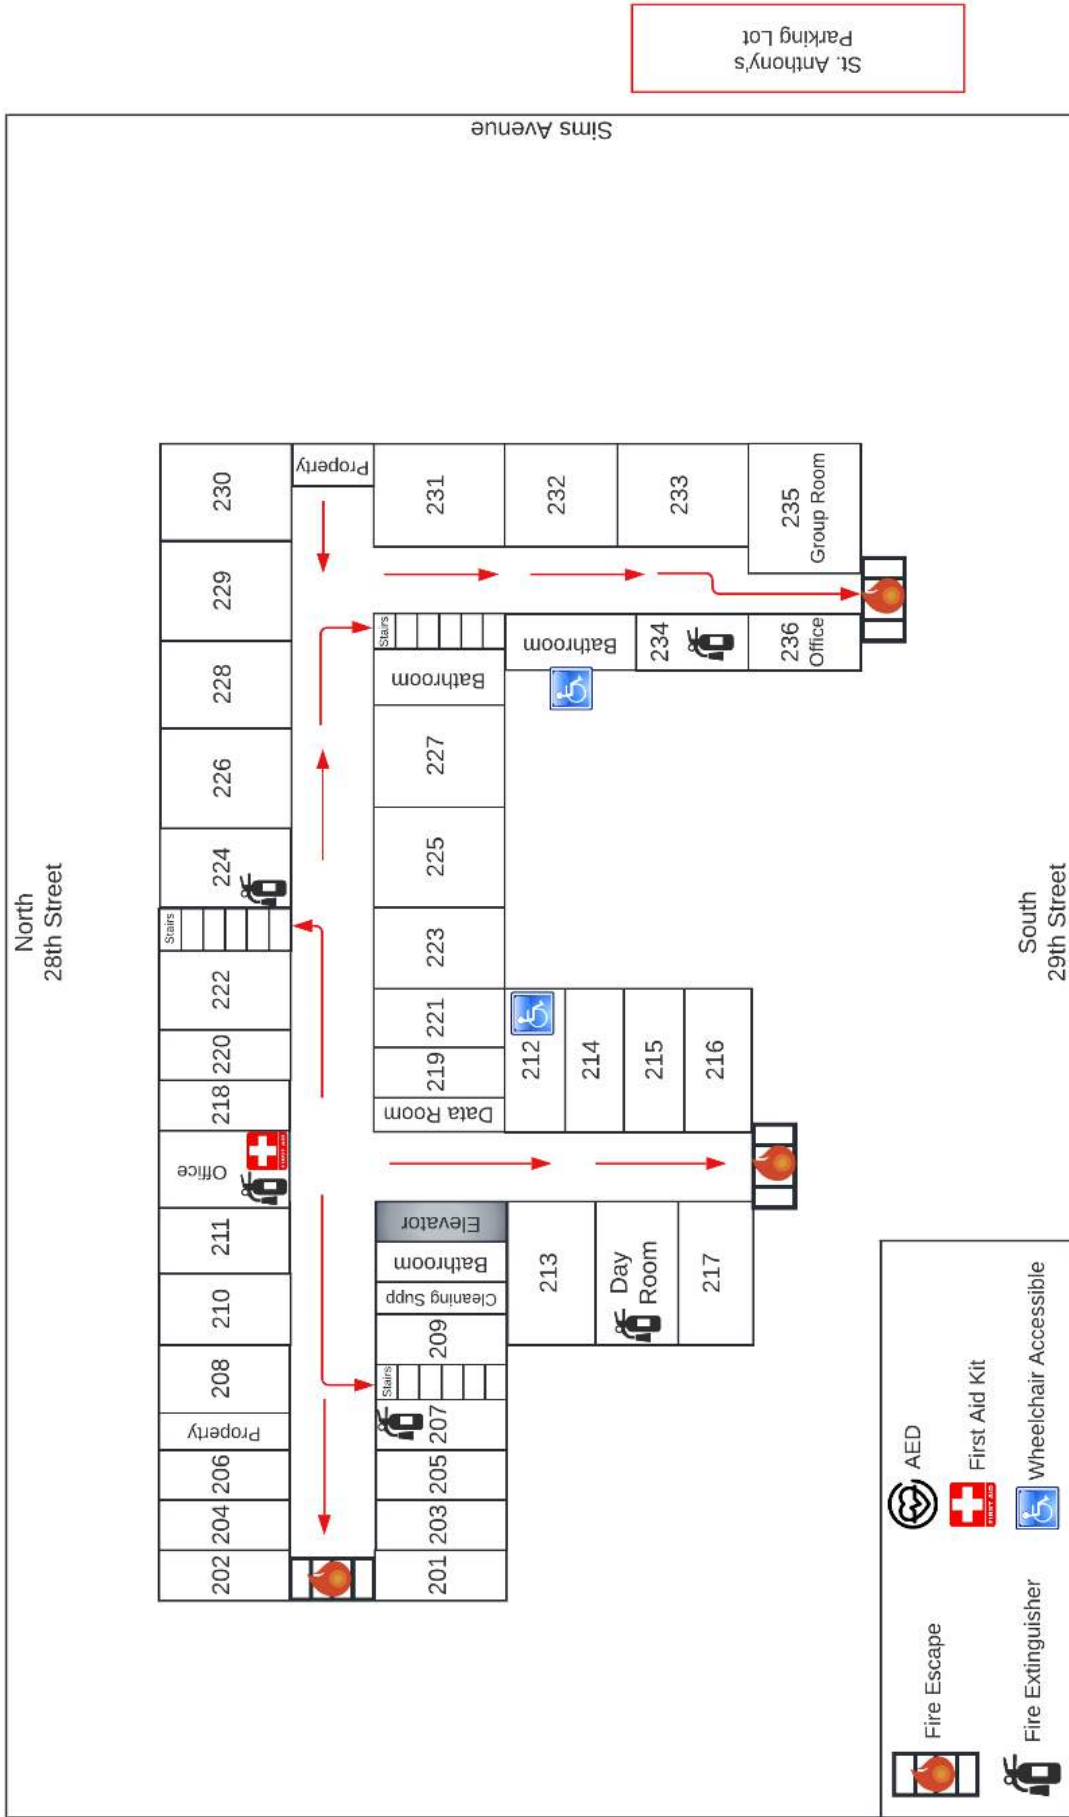 St. Anthony's
Parking Lot
Sims Avenue
North
28th Street
South
29th Street
230
229
228
226
224
Stairs
222
220
218
Office
FIRST AID
211
210
208
Property
206
204
202
Property
231
232
233
235
Group Room
Stairs
Bathroom
234
236
Office
Bathroom
227
225
223
221
219
Data Room
212
214
215
216
Elevator
Bathroom
Cleaning Supp
209
Stairs
207
205
203
201
213
Day
Room
217
AED
First Aid Kit
FIRST AID
Wheelchair Accessible
Fire Escape
Fire Extinguisher